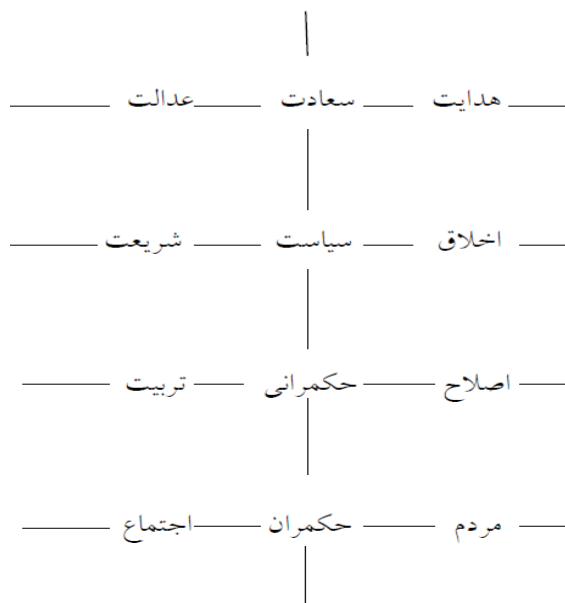 هدایت سعادت عدالت
اخلاق سیاست شریعت
اصلاح حکمرانی تربیت
مردم حکمران اجتماع